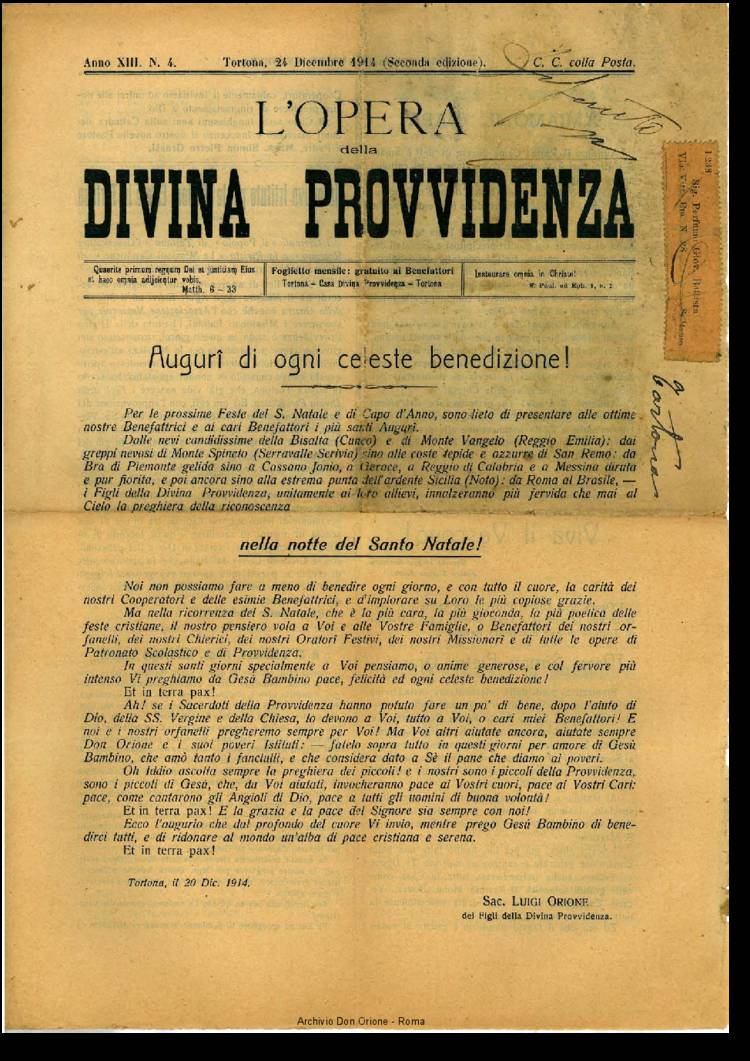 Anno XIII. N. 4. Tortona, 24 Dicembre 1914 (Seconda edizione). C. C. colla Posta.
L'OPERA
della
DIVINA PROVVIDENZA
Quaerite primum regnum Dei et justitiam Eius
et haec omnia adijcientur vobis.
Matth. 6 - 33
Foglietto mensile: gratuito ai Benefattori
Tortona - Casa Divina Provvidenza - Tortona
Instaurare omnia in Christo!
S. Paul. ad Eph. 1, v. 1
Augurî di ogni celeste benedizione!
Per le prossime Feste del S. Natale e di Capo d'Anno, sono lieto di presentare alle ottime
nostre Benefattrici e ai cari Benefattori i più santi Auguri.
Dalle nevi candidissime della Bisalta (Cuneo) e di Monte Vangelo (Reggio Emilia): dai
greppi nevosi di Monte Spineto (Serravalle Scrivia) sino alle coste tepide e azzurre di San Remo: da
Bra di Piemonte gelida sino a Cassano Jonio, a Gerace, a Reggio di Calabria e a Messina diruta
e pur fiorita, e poi ancora sino alla estrema punta dell'ardente Sicilia (Noto): da Roma al Brasile, —
i Figli della Divina Provvidenza, unitamente ai loro allievi, innalzeranno più fervida che mai al
Cielo la preghiera della riconoscenza
nella notte del Santo Natale!
Noi non possiamo fare a meno di benedire ogni giorno, e con tutto il cuore, la carità dei
nostri Cooperatori e delle esimie Benefattrici, e d'implorare su Loro le più copiose grazie.
Ma nella ricorrenza del S. Natale, che è la più cara, la più gioconda, la più poetica delle
feste cristiane, il nostro pensiero vola a Voi e alle Vostre Famiglie, o Benefattori dei nostri or-
fanelli, dei nostri Chierici, dei nostri Oratori Festivi, dei nostri Missionari e di tutte le opere di
Patronato Scolastico e di Provvidenza.
In questi santi giorni specialmente a Voi pensiamo, o anime generose, e col fervore più
intenso Vi preghiamo da Gesù Bambino pace, felicità ed ogni celeste benedizione!
Et in terra pax!
Ah! se i Sacerdoti della Provvidenza hanno potuto fare un po' di bene, dopo l'aiuto di
Dio, della SS. Vergine e della Chiesa, lo devono a Voi, tutto a Voi, o cari miei Benefattori! E
noi e i nostri orfanelli pregheremo sempre per Voi! Ma Voi altri aiutate ancora, aiutate sempre
Don Orione e i suoi poveri Istituti: — fatelo sopra tutto in questi giorni per amore di Gesù
Bambino, che amò tanto i fanciulli, e che considera dato a Sè il pane che diamo ai poveri.
Oh Iddio ascolta sempre la preghiera dei piccoli! e i nostri sono i piccoli della Provvidenza,
sono i piccoli di Gesù, che, da Voi aiutati, invocheranno pace ai Vostri cuori, pace ai Vostri Cari:
pace, come cantarono gli Angioli di Dio, pace a tutti gli uomini di buona volontà!
Et in terra pax! E la grazia e la pace del Signore sia sempre con noi!
Ecco l'augurio che dal profondo del cuore Vi invio, mentre prego Gesù Bambino di bene-
dirci tutti, e di ridonare al mondo un'alba di pace cristiana e serena.
Et in terra pax!
Tortona, il 20 Dic. 1914.
Sac. LUIGI ORIONE
dei Figli della Divina Provvidenza.
Archivio Don Orione - Roma